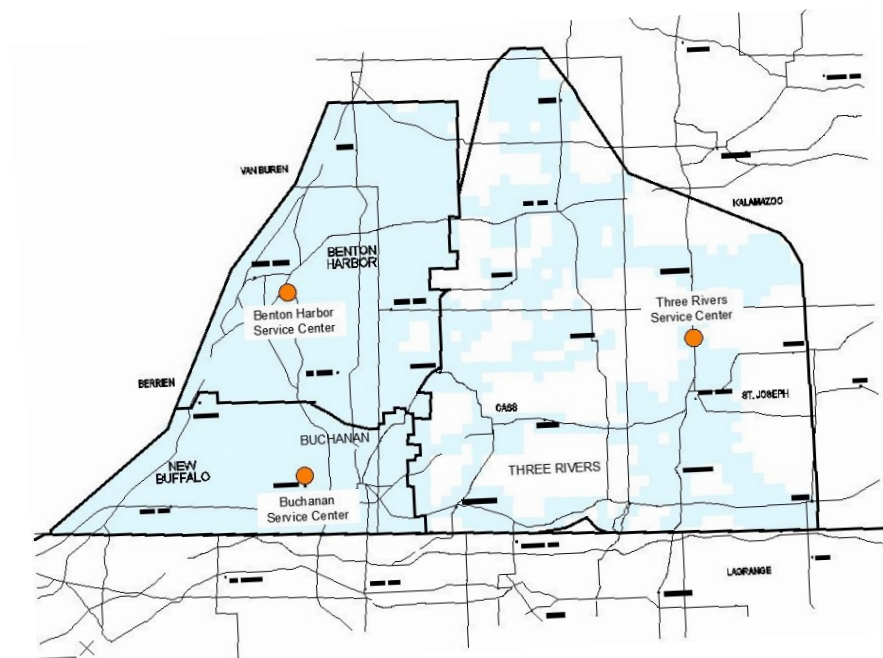 VAN BUREN
KALAMAZOO
BENTON
HARBOR
Benton Harbor
Service Center
Three Rivers
Service Center
BERRIEN
CASS
ST. JOSEPH
BUCHANAN
NEW
BUFFALO
THREE RIVERS
Buchanan
Service Center
LAGRANGE